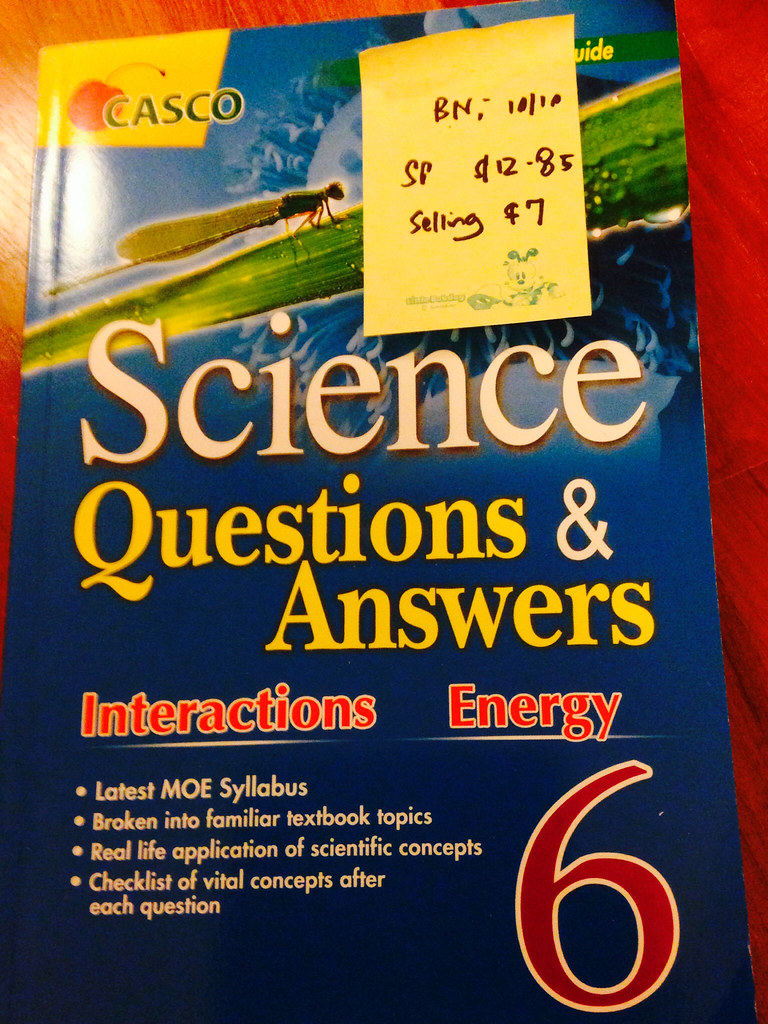 CASCO
uide
BN,- 10/10
SP $12-85
Selling $7
Science
Questions &
Answers
Interactions Energy
• Latest MOE Syllabus
• Broken into familiar textbook topics
• Real life application of scientific concepts
• Checklist of vital concepts after
each question
6